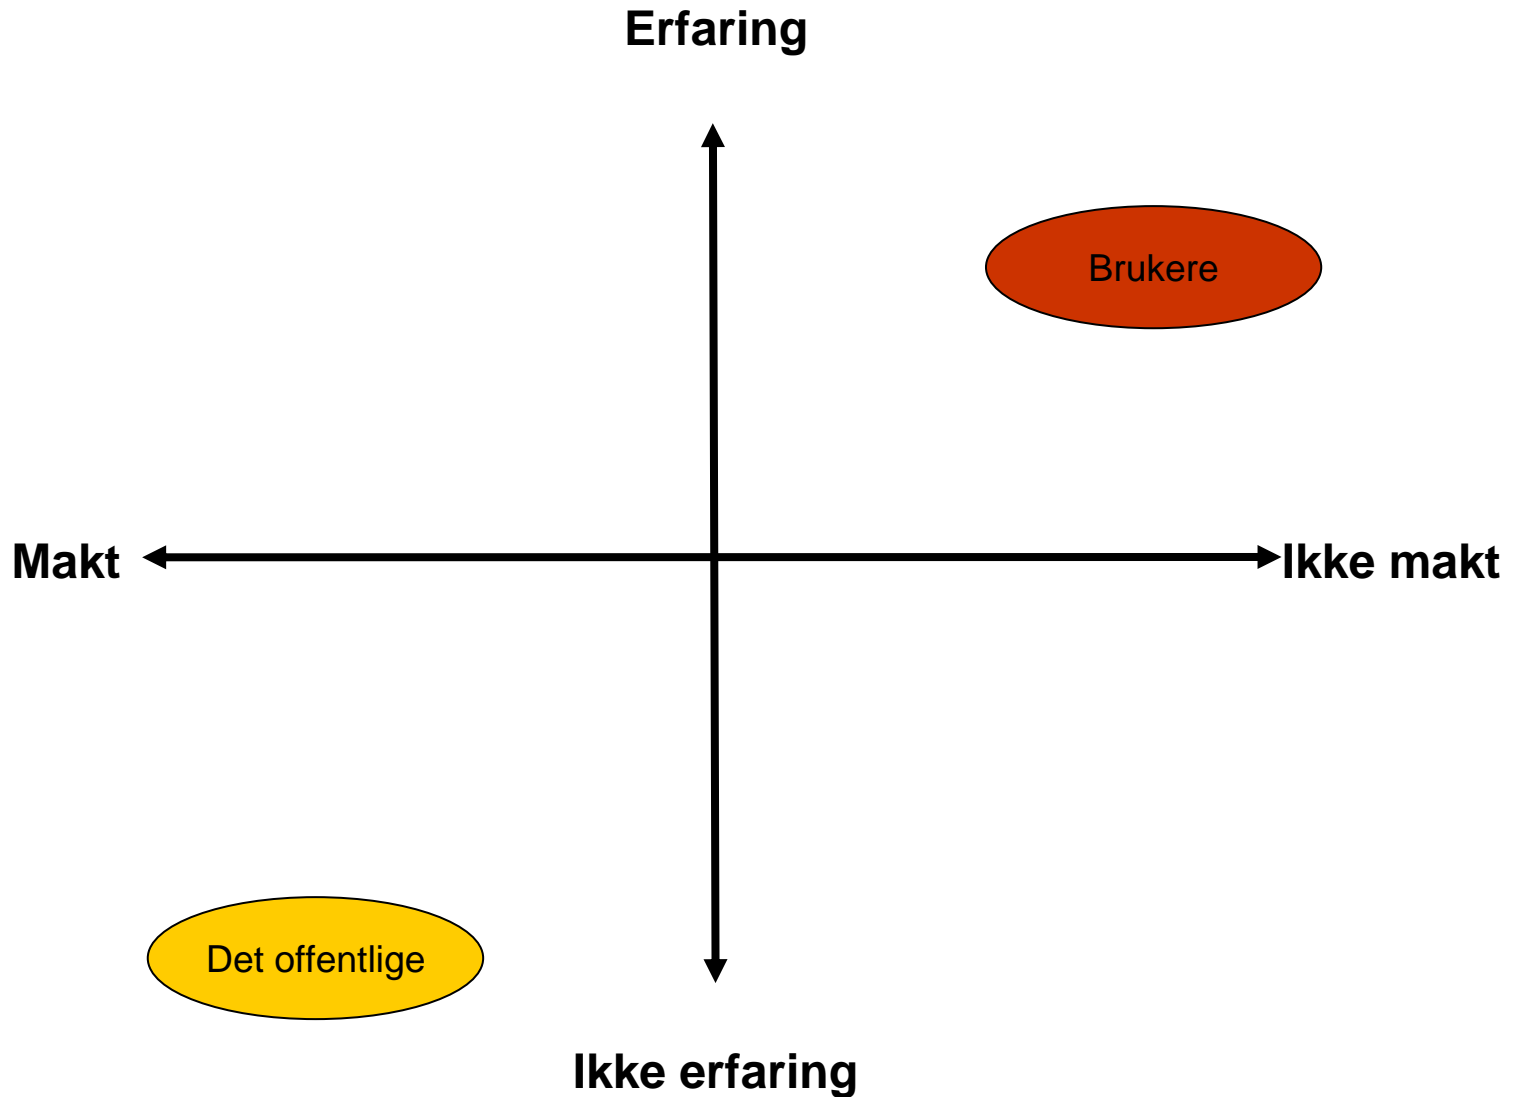 Erfaring
Brukere
Makt
Ikke makt
Det offentlige
Ikke erfaring